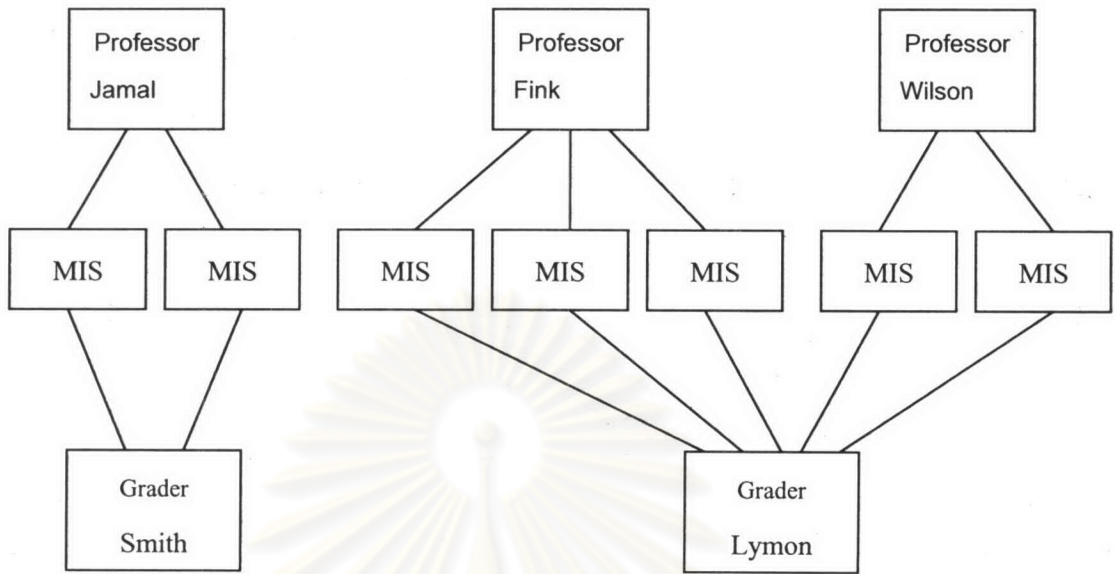 Professor
Jamal
Professor
Fink
Professor
Wilson
MIS
MIS
MIS
MIS
MIS
MIS
MIS
Grader
Smith
Grader
Lymon